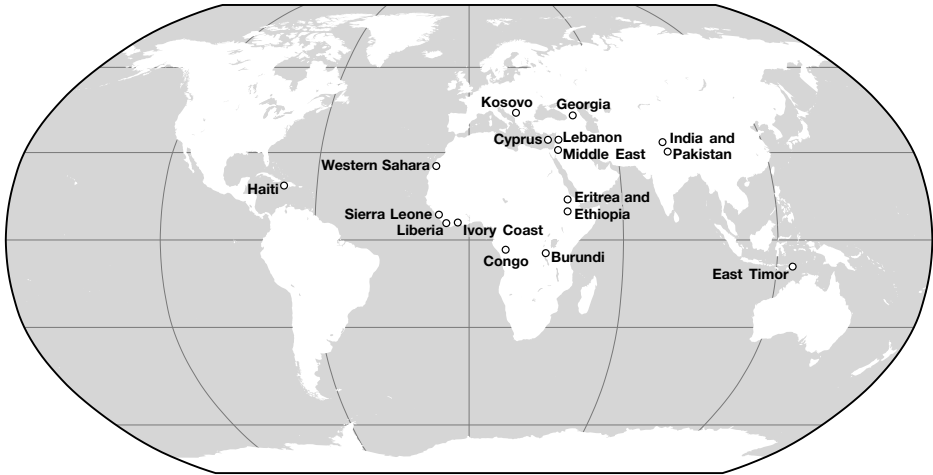 Kosovo
Georgia
Cyprus
Lebanon
Middle East
India and
Pakistan
Western Sahara
Haiti
Eritrea and
Ethiopia
Sierra Leone
Liberia
Ivory Coast
Congo
Burundi
East Timor